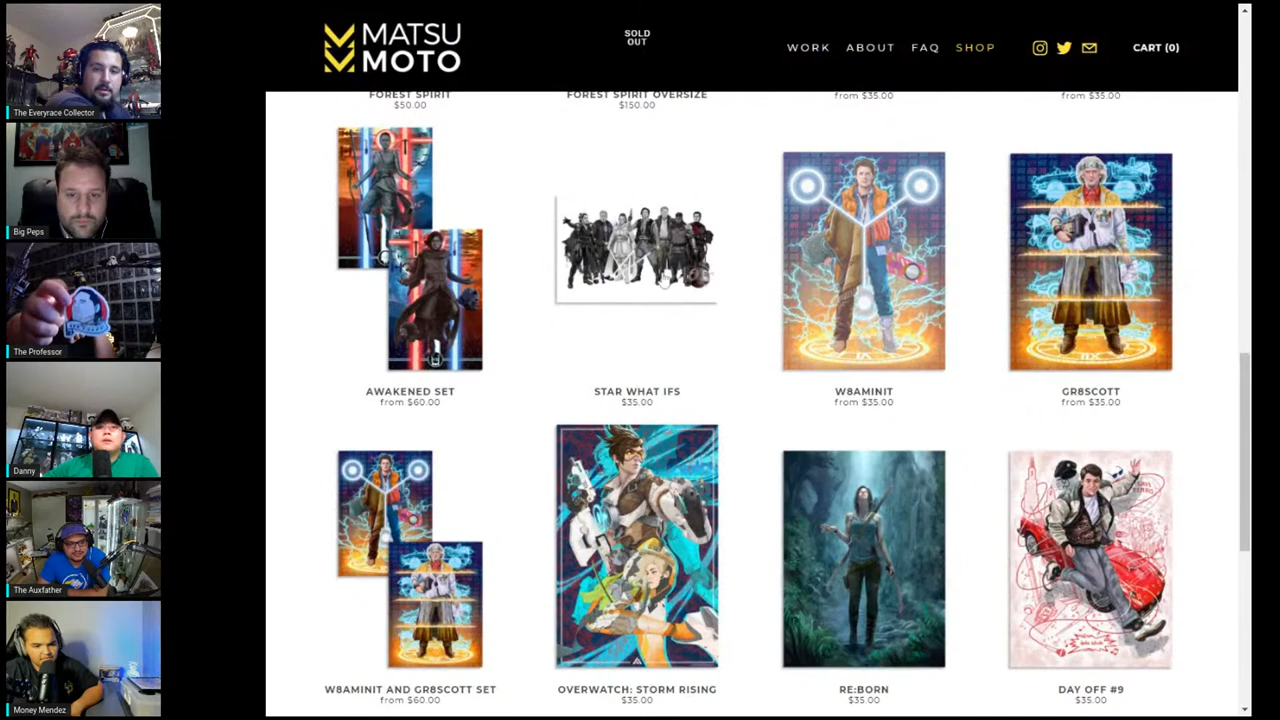 The Everyrace Collector
Big Peps
The Professor
Danny
The Auxfather
Money Mendez
MATSU
MOTO
SOLD
OUT
WORK ABOUT FAQ SHOP
CART (0)
FOREST SPIRIT
$50.00
FOREST SPIRIT OVERSIZE
$150.00
from $35.00
from $35.00
AWAKENED SET
from $60.00
STAR WHAT IFS
$35.00
W8AMINIT
from $35.00
GR8SCOTT
from $35.00
W8AMINIT AND GR8SCOTT SET
from $60.00
OVERWATCH: STORM RISING
$35.00
RE:BORN
$35.00
DAY OFF #9
$35.00